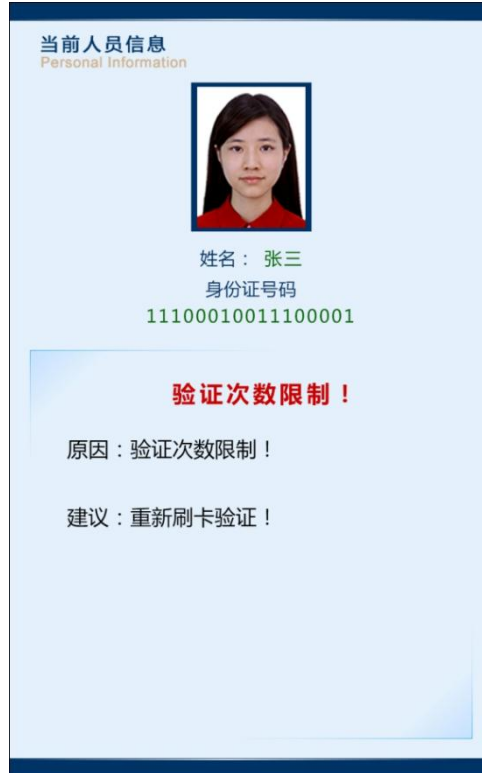 当前人员信息
Personal Information
姓名： 张三
身份证号码
11100010011100001
验证次数限制！
原因：验证次数限制！
建议：重新刷卡验证！